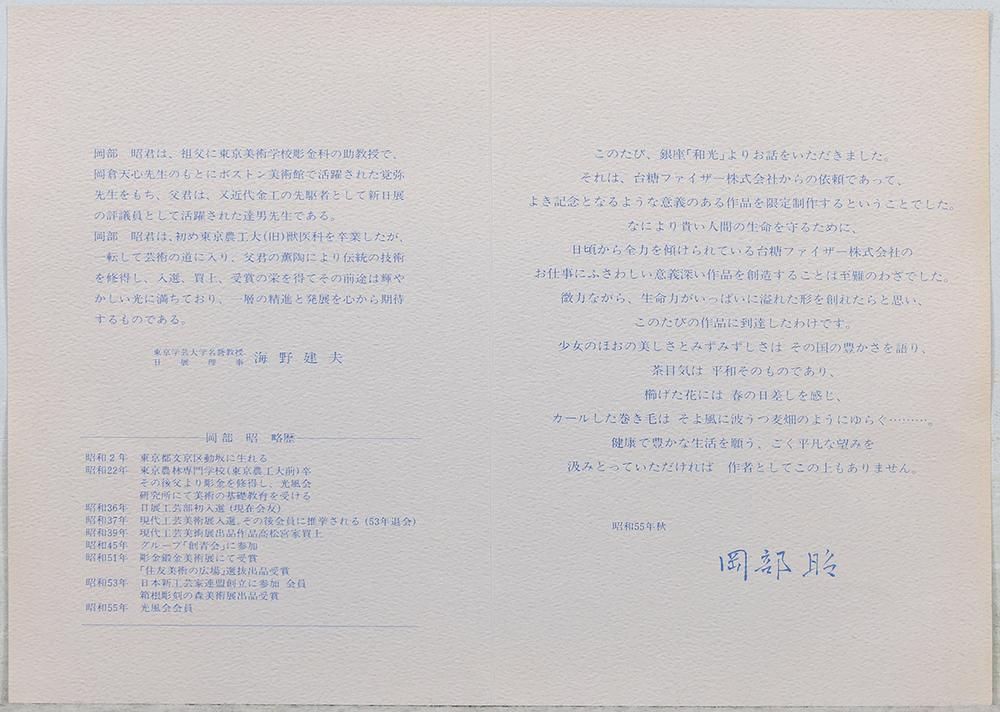 岡部 昭君は、祖父に東京美術学校彫金科の助教授で、
岡倉天心先生のもとにボストン美術館で活躍された覚弥
先生をもち、父君は、又近代金工の先駆者として新日展
の評議員として活躍された達男先生である。
岡部 昭君は、初め東京農工大(旧)獣医科を卒業したが、
一転して芸術の道に入り、父君の薫陶により伝統の技術
を修得し、入選、買上、受賞の栄を得てその前途は輝や
かしい光に満ちており、一層の精進と発展を心から期待
するものである。
東京学芸大学名誉教授
日展理事 海野建夫
岡部 昭 略歴
昭和2年 東京都文京区動坂に生れる
昭和22年 東京農林専門学校(東京農工大前)卒
その後父より彫金を修得し、光風会
研究所にて美術の基礎教育を受ける
昭和36年 日展工芸部初入選(現在会友)
昭和37年 現代工芸美術展入選。その後会員に推挙される(53年退会)
昭和39年 現代工芸美術展出品作品高松宮家買上
昭和45年 グループ「創青会」に参加
昭和51年 彫金鍛金美術展にて受賞
「住友美術の広場」選抜出品受賞
昭和53年 日本新工芸家連盟創立に参加 会員
箱根彫刻の森美術展出品受賞
昭和55年 光風会会員
このたび、銀座「和光」よりお話をいただきました。
それは、台糖ファイザー株式会社からの依頼であって、
よき記念となるような意義のある作品を限定制作するということでした。
なにより貴い人間の生命を守るために、
日頃から全力を傾けられている台糖ファイザー株式会社の
お仕事にふさわしい意義深い作品を創造することは至難のわざでした。
微力ながら、生命力がいっぱいに溢れた形を創れたらと思い、
このたびの作品に到達したわけです。
少女のほおの美しさとみずみずしさは その国の豊かさを語り、
茶目気は 平和そのものであり、
櫛げた花には 春の日差しを感じ、
カールした巻き毛は そよ風に波うつ麦畑のようにゆらぐ………。
健康で豊かな生活を願う、ごく平凡な望みを
汲みとっていただければ 作者としてこの上もありません。
昭和55年秋
岡部昭